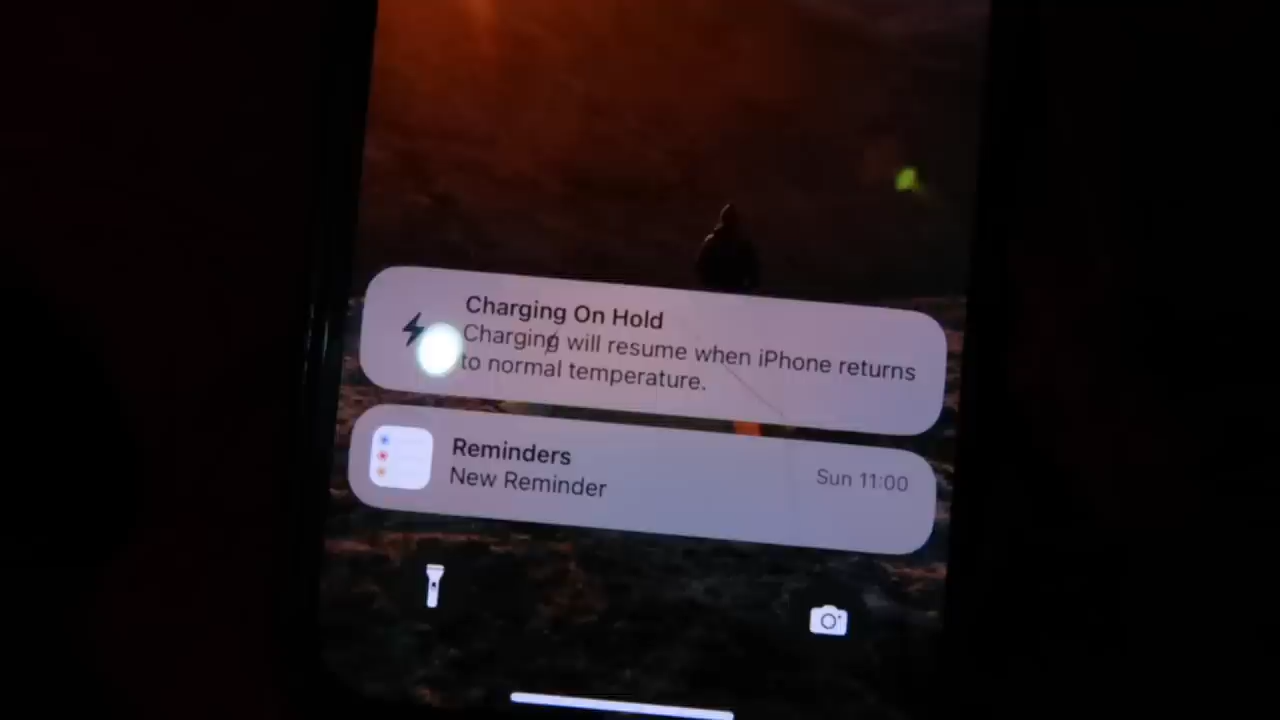 Charging On Hold
Charging will resume when iPhone returns
to normal temperature.
Reminders
Sun 11:00
New Reminder